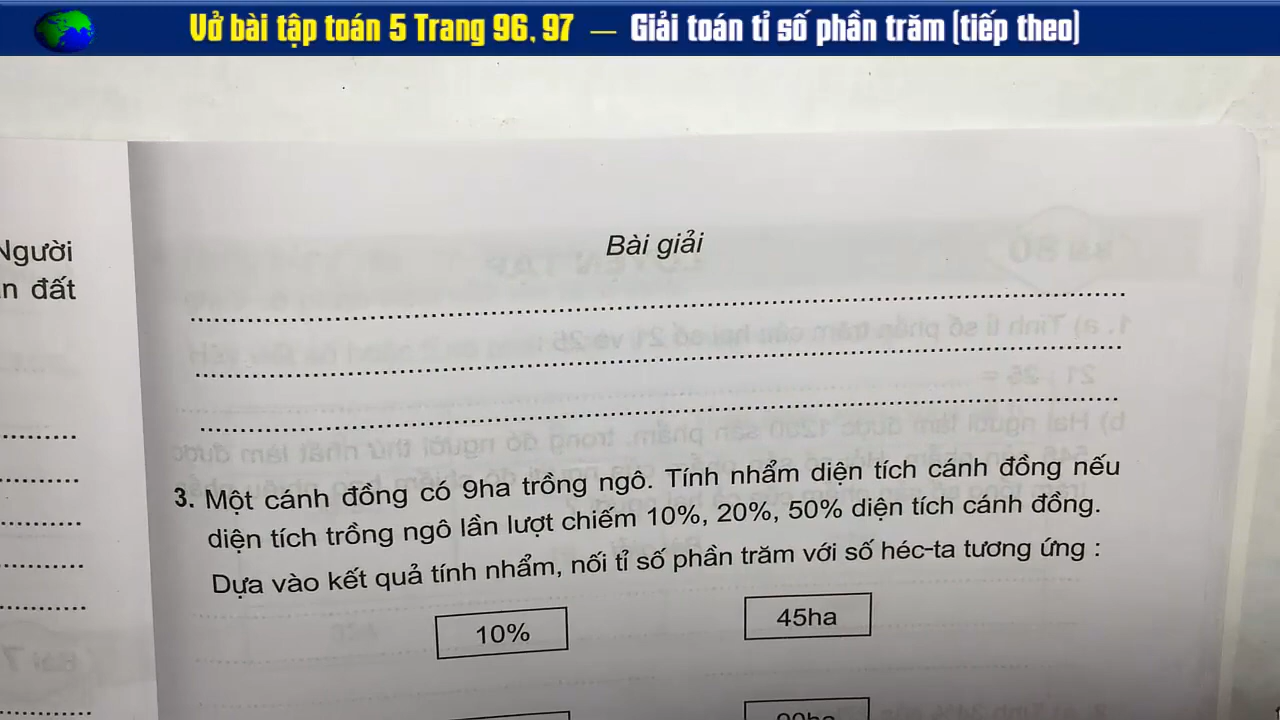 Vở bài tập toán 5 Trang 96, 97 — Giải toán tỉ số phần trăm (tiếp theo)
Người
n đất
Bài giải
3. Một cánh đồng có 9ha trồng ngô. Tính nhẩm diện tích cánh đồng nếu
diện tích trồng ngô lần lượt chiếm 10%, 20%, 50% diện tích cánh đồng.
Dựa vào kết quả tính nhẩm, nối tỉ số phần trăm với số héc-ta tương ứng :
10%
45ha